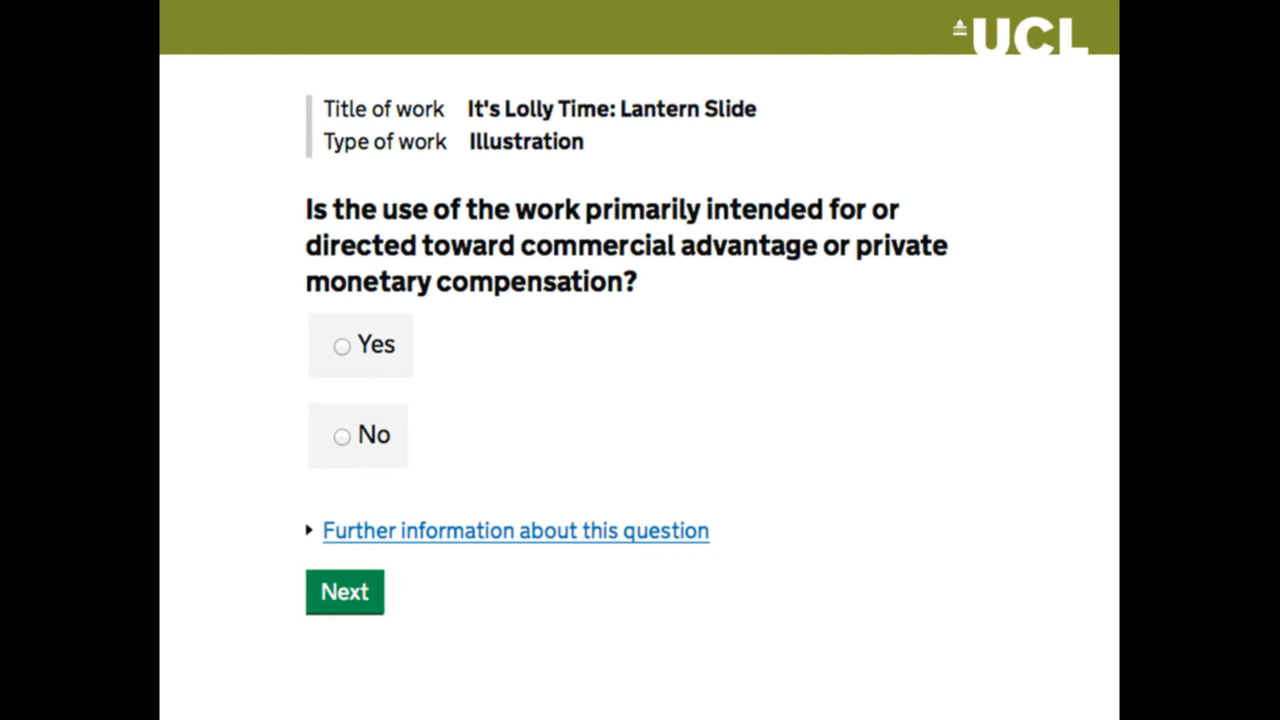 UCL
Title of work It's Lolly Time: Lantern Slide
Type of work Illustration
Is the use of the work primarily intended for or
directed toward commercial advantage or private
monetary compensation?
Yes
No
Further information about this question
Next